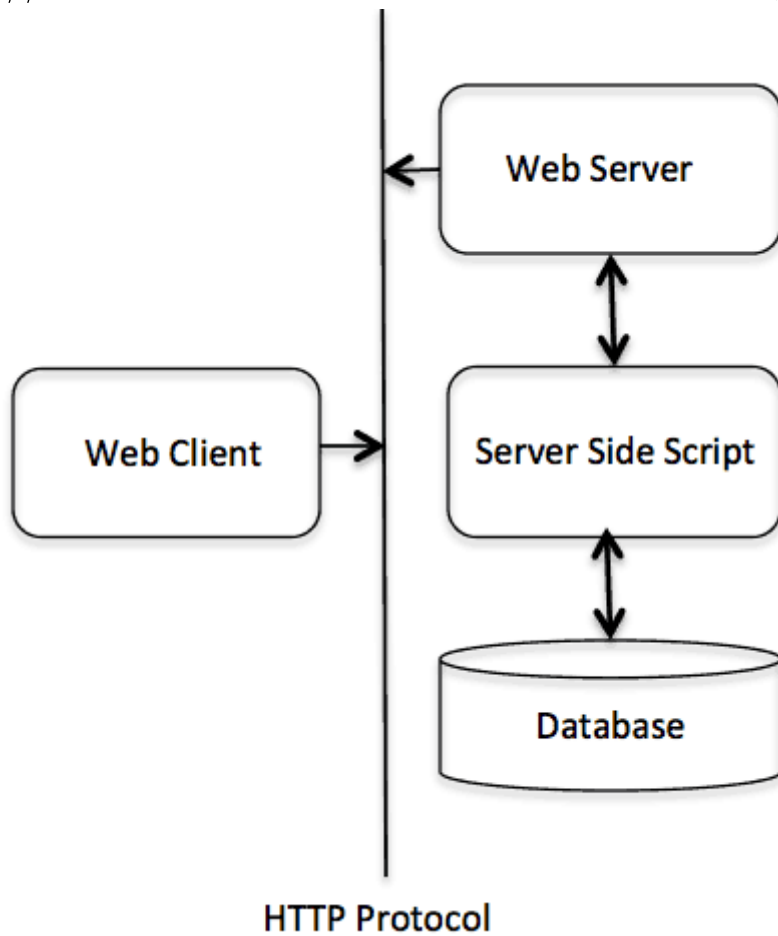 Web Server
Web Client
Server Side Script
Database
HTTP Protocol